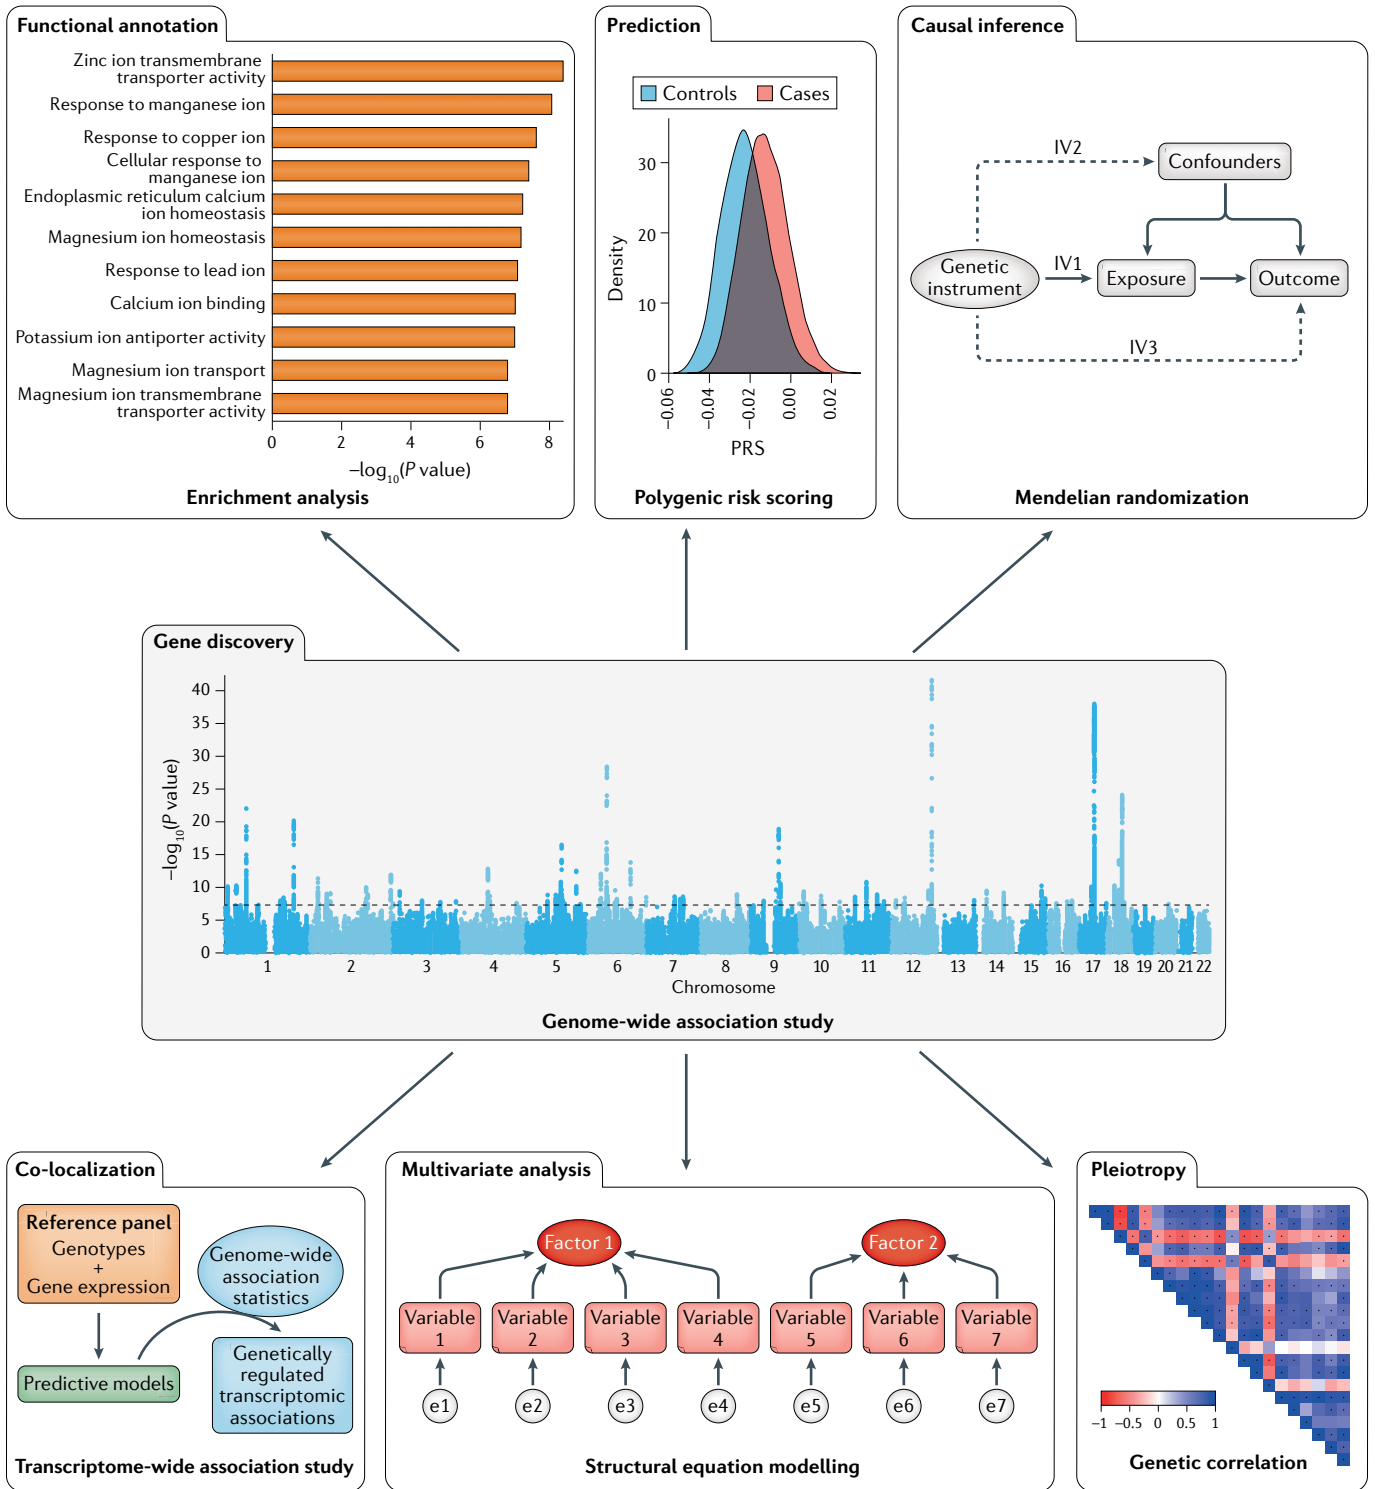 Functional annotation
Zinc ion transmembrane
transporter activity
Response to manganese ion
Response to copper ion
Cellular response to
manganese ion
Endoplasmic reticulum calcium
ion homeostasis
Magnesium ion homeostasis
Response to lead ion
Calcium ion binding
Potassium ion antiporter activity
Magnesium ion transport
Magnesium ion transmembrane
transporter activity
0 2 4 6 8
–log10(P value)
Enrichment analysis
Prediction
Controls Cases
Density
30
20
10
0
–0.06 –0.04 –0.02 0.00 0.02
PRS
Polygenic risk scoring
Causal inference
IV2
Confounders
Genetic
instrument
IV1
Exposure
Outcome
IV3
Mendelian randomization
Gene discovery
–log10(P value)
40
35
30
25
20
15
10
5
0
1 2 3 4 5 6 7 8 9 10 11 12 13 14 15 16 17 18 19 20 21 22
Chromosome
Genome-wide association study
Co-localization
Reference panel
Genotypes
+
Gene expression
Genome-wide
association
statistics
Predictive models
Genetically
regulated
transcriptomic
associations
Transcriptome-wide association study
Multivariate analysis
Factor 1
Factor 2
Variable
1
Variable
2
Variable
3
Variable
4
Variable
5
Variable
6
Variable
7
e1 e2 e3 e4 e5 e6 e7
Structural equation modelling
Pleiotropy
–1 –0.5 0 0.5 1
Genetic correlation